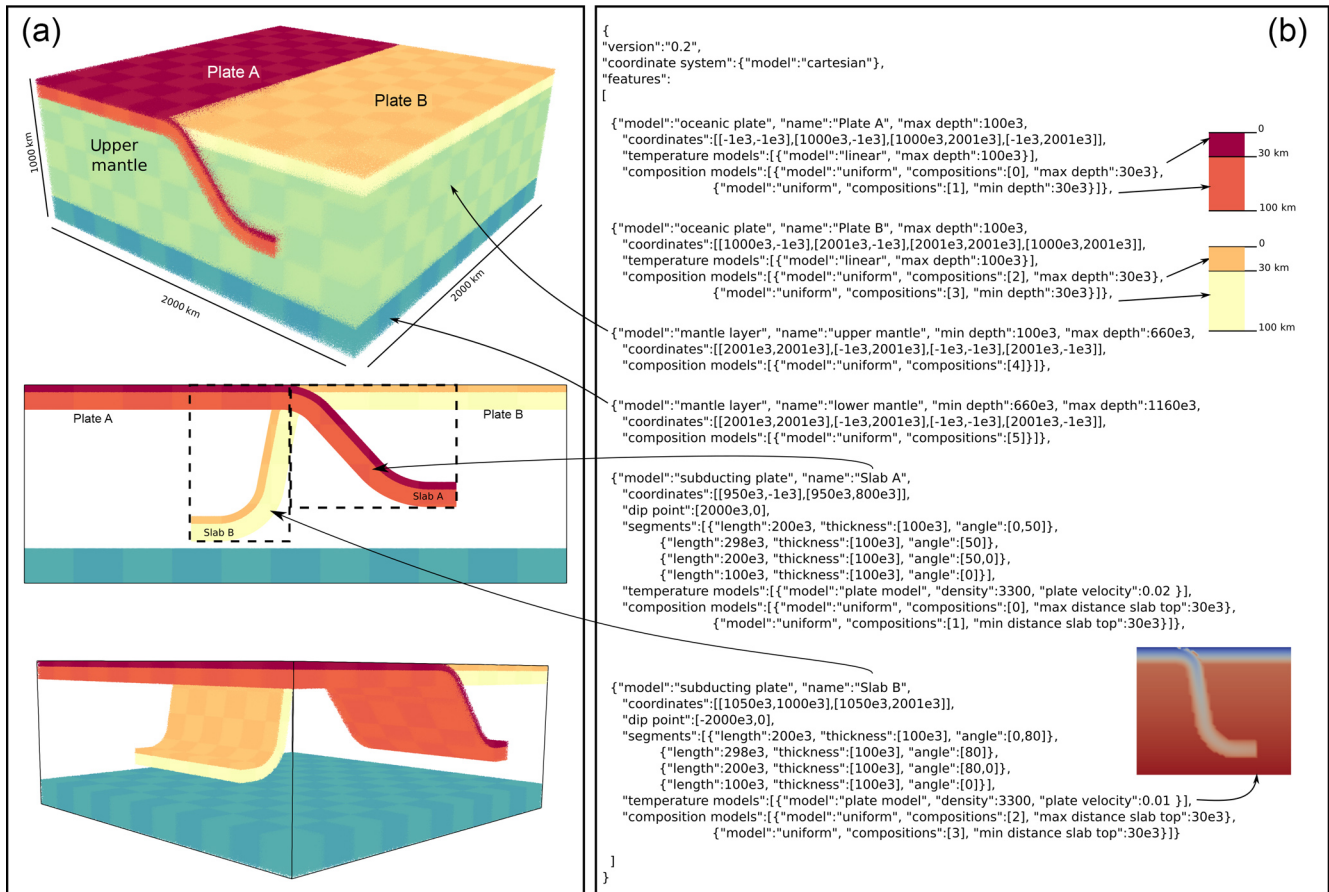 (a)
Plate A
Plate B
Upper
mantle
1000 km
2000 km
2000 km
Plate A
Plate B
Slab A
Slab B
(b)
{
"version":"0.2",
"coordinate system":{"model":"cartesian"},
"features":
[
{"model":"oceanic plate", "name":"Plate A", "max depth":100e3,
"coordinates":[[-1e3,-1e3],[1000e3,-1e3],[1000e3,2001e3],[-1e3,2001e3]],
"temperature models":[{"model":"linear", "max depth":100e3}],
"composition models":[{"model":"uniform", "compositions":[0], "max depth":30e3},
{"model":"uniform", "compositions":[1], "min depth":30e3}]},
0
30 km
100 km
{"model":"oceanic plate", "name":"Plate B", "max depth":100e3,
"coordinates":[[1000e3,-1e3],[2001e3,-1e3],[2001e3,2001e3],[1000e3,2001e3]],
"temperature models":[{"model":"linear", "max depth":100e3}],
"composition models":[{"model":"uniform", "compositions":[2], "max depth":30e3},
{"model":"uniform", "compositions":[3], "min depth":30e3}]},
0
30 km
100 km
{"model":"mantle layer", "name":"upper mantle", "min depth":100e3, "max depth":660e3,
"coordinates":[[2001e3,2001e3],[-1e3,2001e3],[-1e3,-1e3],[2001e3,-1e3]],
"composition models":[{"model":"uniform", "compositions":[4]}]},
{"model":"mantle layer", "name":"lower mantle", "min depth":660e3, "max depth":1160e3,
"coordinates":[[2001e3,2001e3],[-1e3,2001e3],[-1e3,-1e3],[2001e3,-1e3]],
"composition models":[{"model":"uniform", "compositions":[5]}]},
{"model":"subducting plate", "name":"Slab A",
"coordinates":[[950e3,-1e3],[950e3,800e3]],
"dip point":[2000e3,0],
"segments":[{"length":200e3, "thickness":[100e3], "angle":[0,50]},
{"length":298e3, "thickness":[100e3], "angle":[50]},
{"length":200e3, "thickness":[100e3], "angle":[50,0]},
{"length":100e3, "thickness":[100e3], "angle":[0]}],
"temperature models":[{"model":"plate model", "density":3300, "plate velocity":0.02 }],
"composition models":[{"model":"uniform", "compositions":[0], "max distance slab top":30e3},
{"model":"uniform", "compositions":[1], "min distance slab top":30e3}]},
{"model":"subducting plate", "name":"Slab B",
"coordinates":[[1050e3,1000e3],[1050e3,2001e3]],
"dip point":[-2000e3,0],
"segments":[{"length":200e3, "thickness":[100e3], "angle":[0,80]},
{"length":298e3, "thickness":[100e3], "angle":[80]},
{"length":200e3, "thickness":[100e3], "angle":[80,0]},
{"length":100e3, "thickness":[100e3], "angle":[0]}],
"temperature models":[{"model":"plate model", "density":3300, "plate velocity":0.01 }],
"composition models":[{"model":"uniform", "compositions":[2], "max distance slab top":30e3},
{"model":"uniform", "compositions":[3], "min distance slab top":30e3}]}
]
}